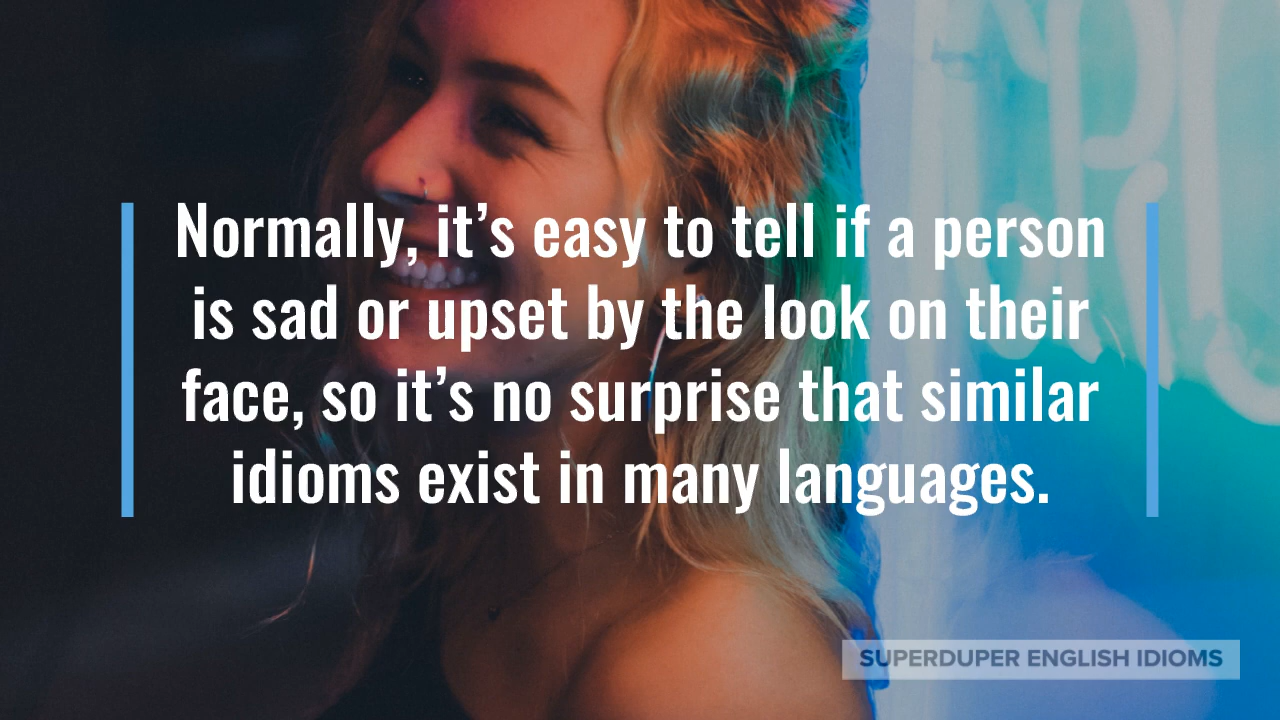 Normally, it’s easy to tell if a person
is sad or upset by the look on their
face, so it’s no surprise that similar
idioms exist in many languages.
SUPERDUPER ENGLISH IDIOMS